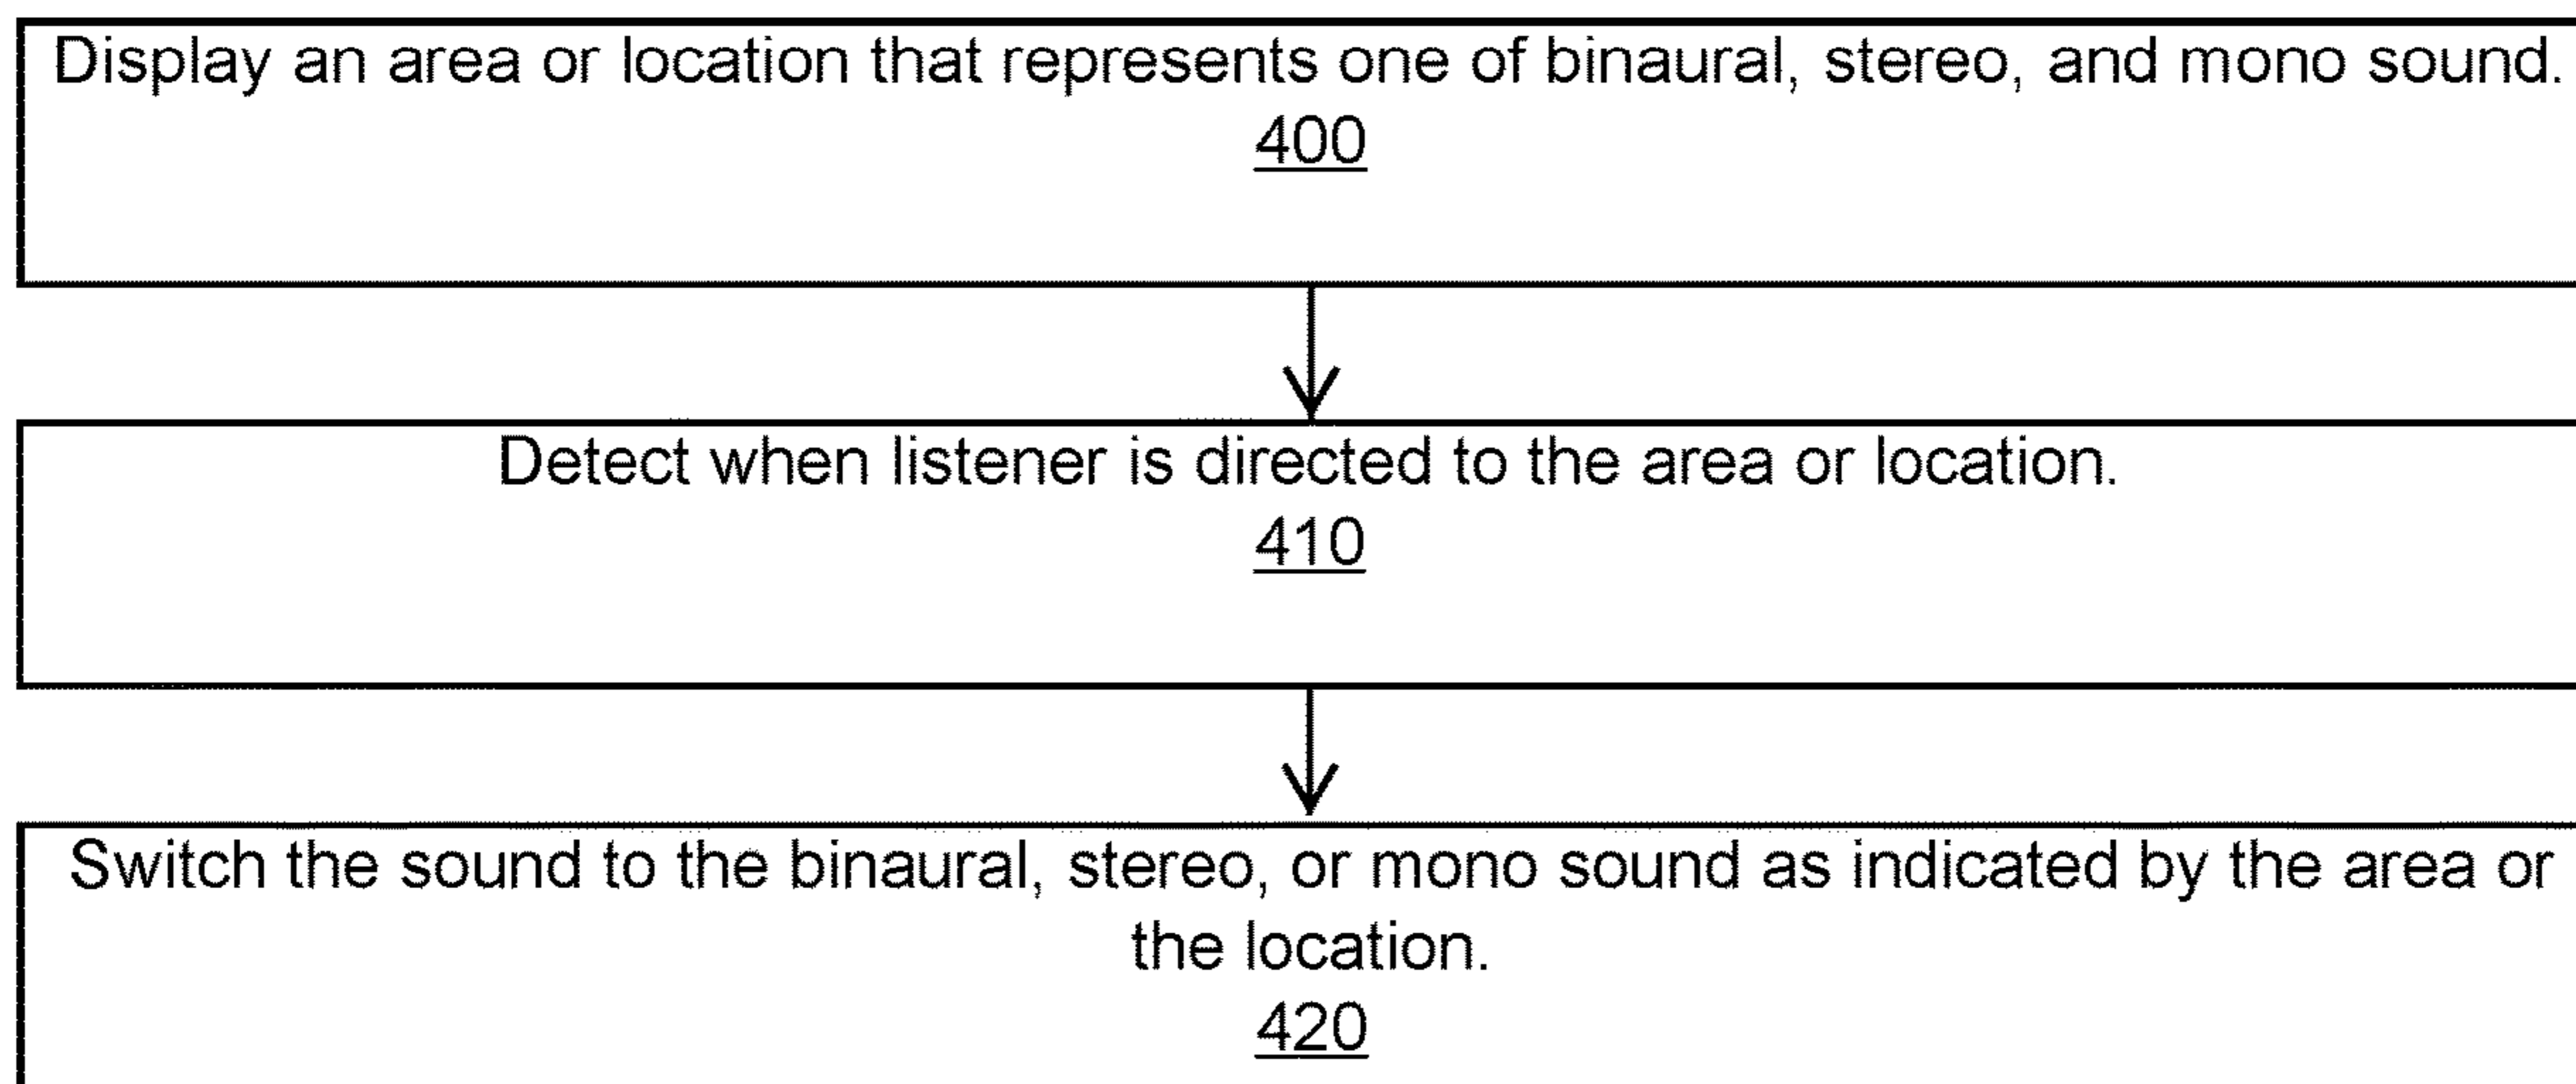 Display an area or location that represents one of binaural, stereo, and mono sound.
400
Detect when listener is directed to the area or location.
410
Switch the sound to the binaural, stereo, or mono sound as indicated by the area or
the location.
420